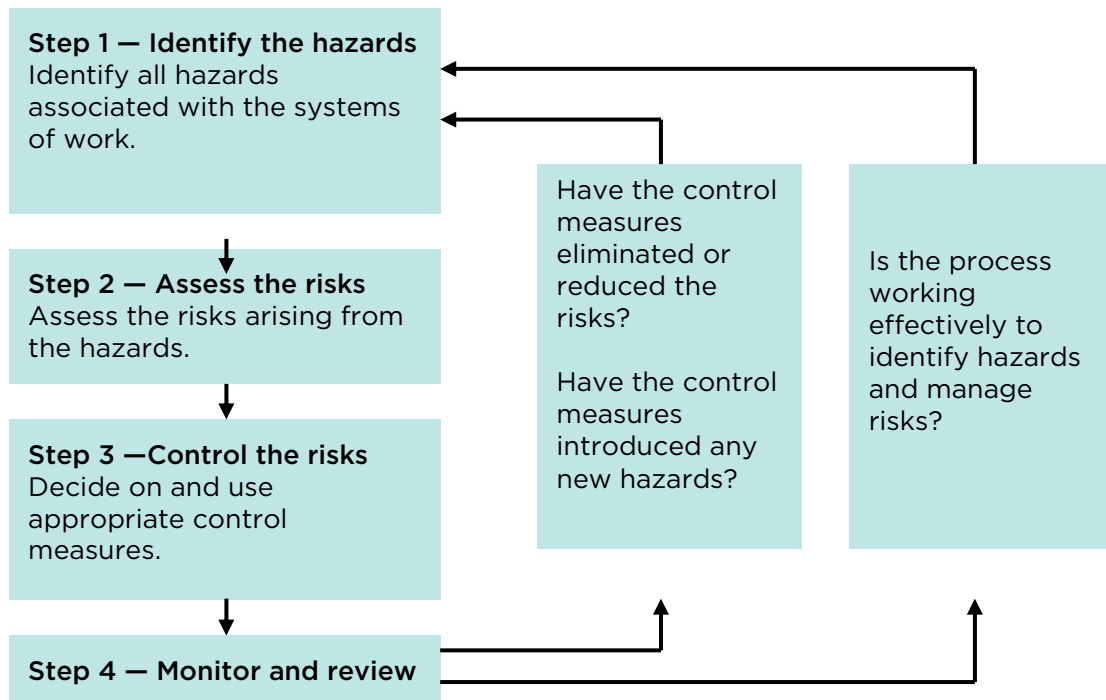 Step 1 — Identify the hazards
Identify all hazards
associated with the systems
of work.
Step 2 — Assess the risks
Assess the risks arising from
the hazards.
Step 3 —Control the risks
Decide on and use
appropriate control
measures.
Step 4 — Monitor and review
Have the control
measures
eliminated or
reduced the
risks?
Have the control
measures
introduced any
new hazards?
Is the process
working
effectively to
identify hazards
and manage
risks?